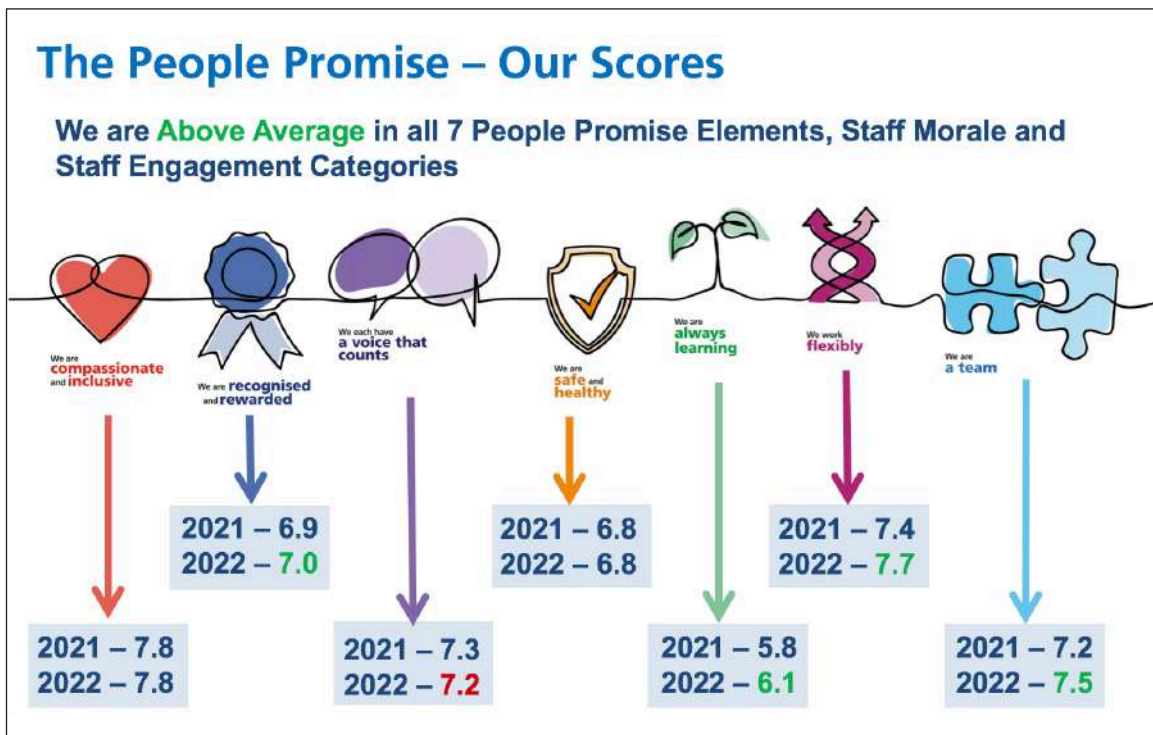 The People Promise – Our Scores
We are Above Average in all 7 People Promise Elements, Staff Morale and
Staff Engagement Categories
We are
compassionate
and inclusive
We are recognised
and rewarded
We each have
a voice that
counts
We are
safe and
healthy
We are
always
learning
We work
flexibly
We are
a team
2021 – 6.9
2022 – 7.0
2021 – 6.8
2022 – 6.8
2021 – 7.4
2022 – 7.7
2021 – 7.8
2022 – 7.8
2021 – 7.3
2022 – 7.2
2021 – 5.8
2022 – 6.1
2021 – 7.2
2022 – 7.5